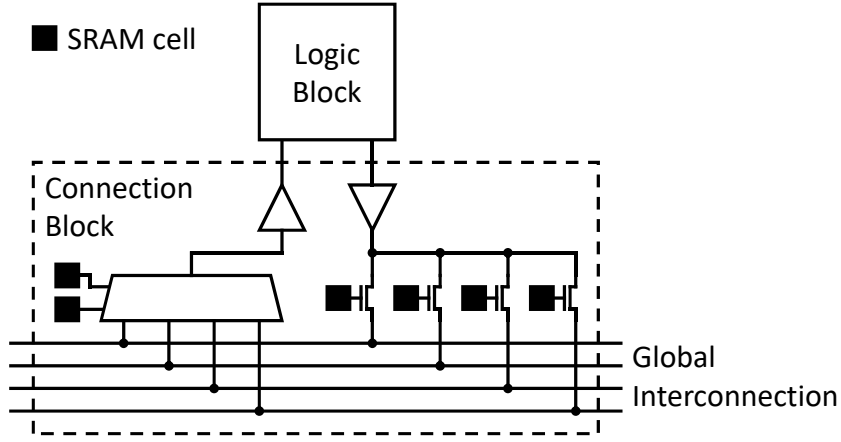 SRAM cell
Logic
Block
Connection
Block
Global
Interconnection